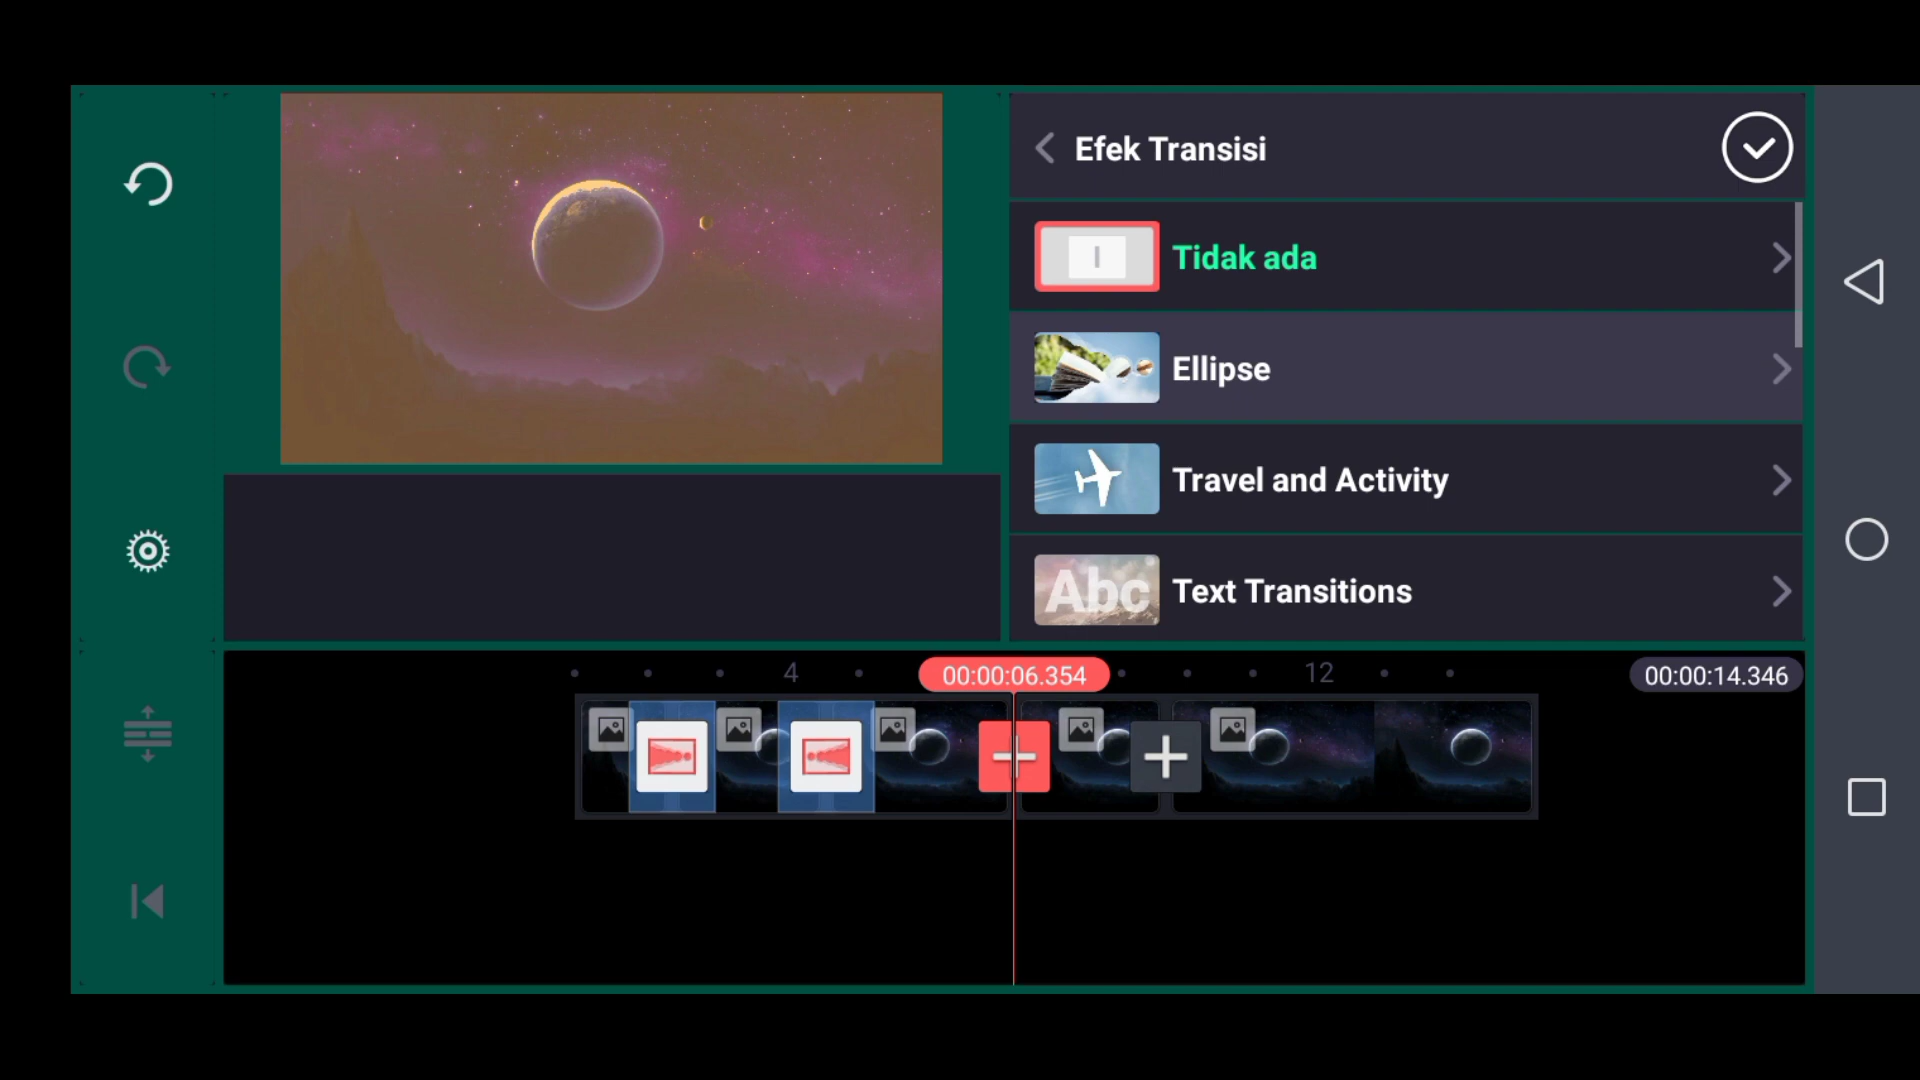 Efek Transisi
Tidak ada
Ellipse
Travel and Activity
Abc Text Transitions
4
00:00:06.354
12
00:00:14.346